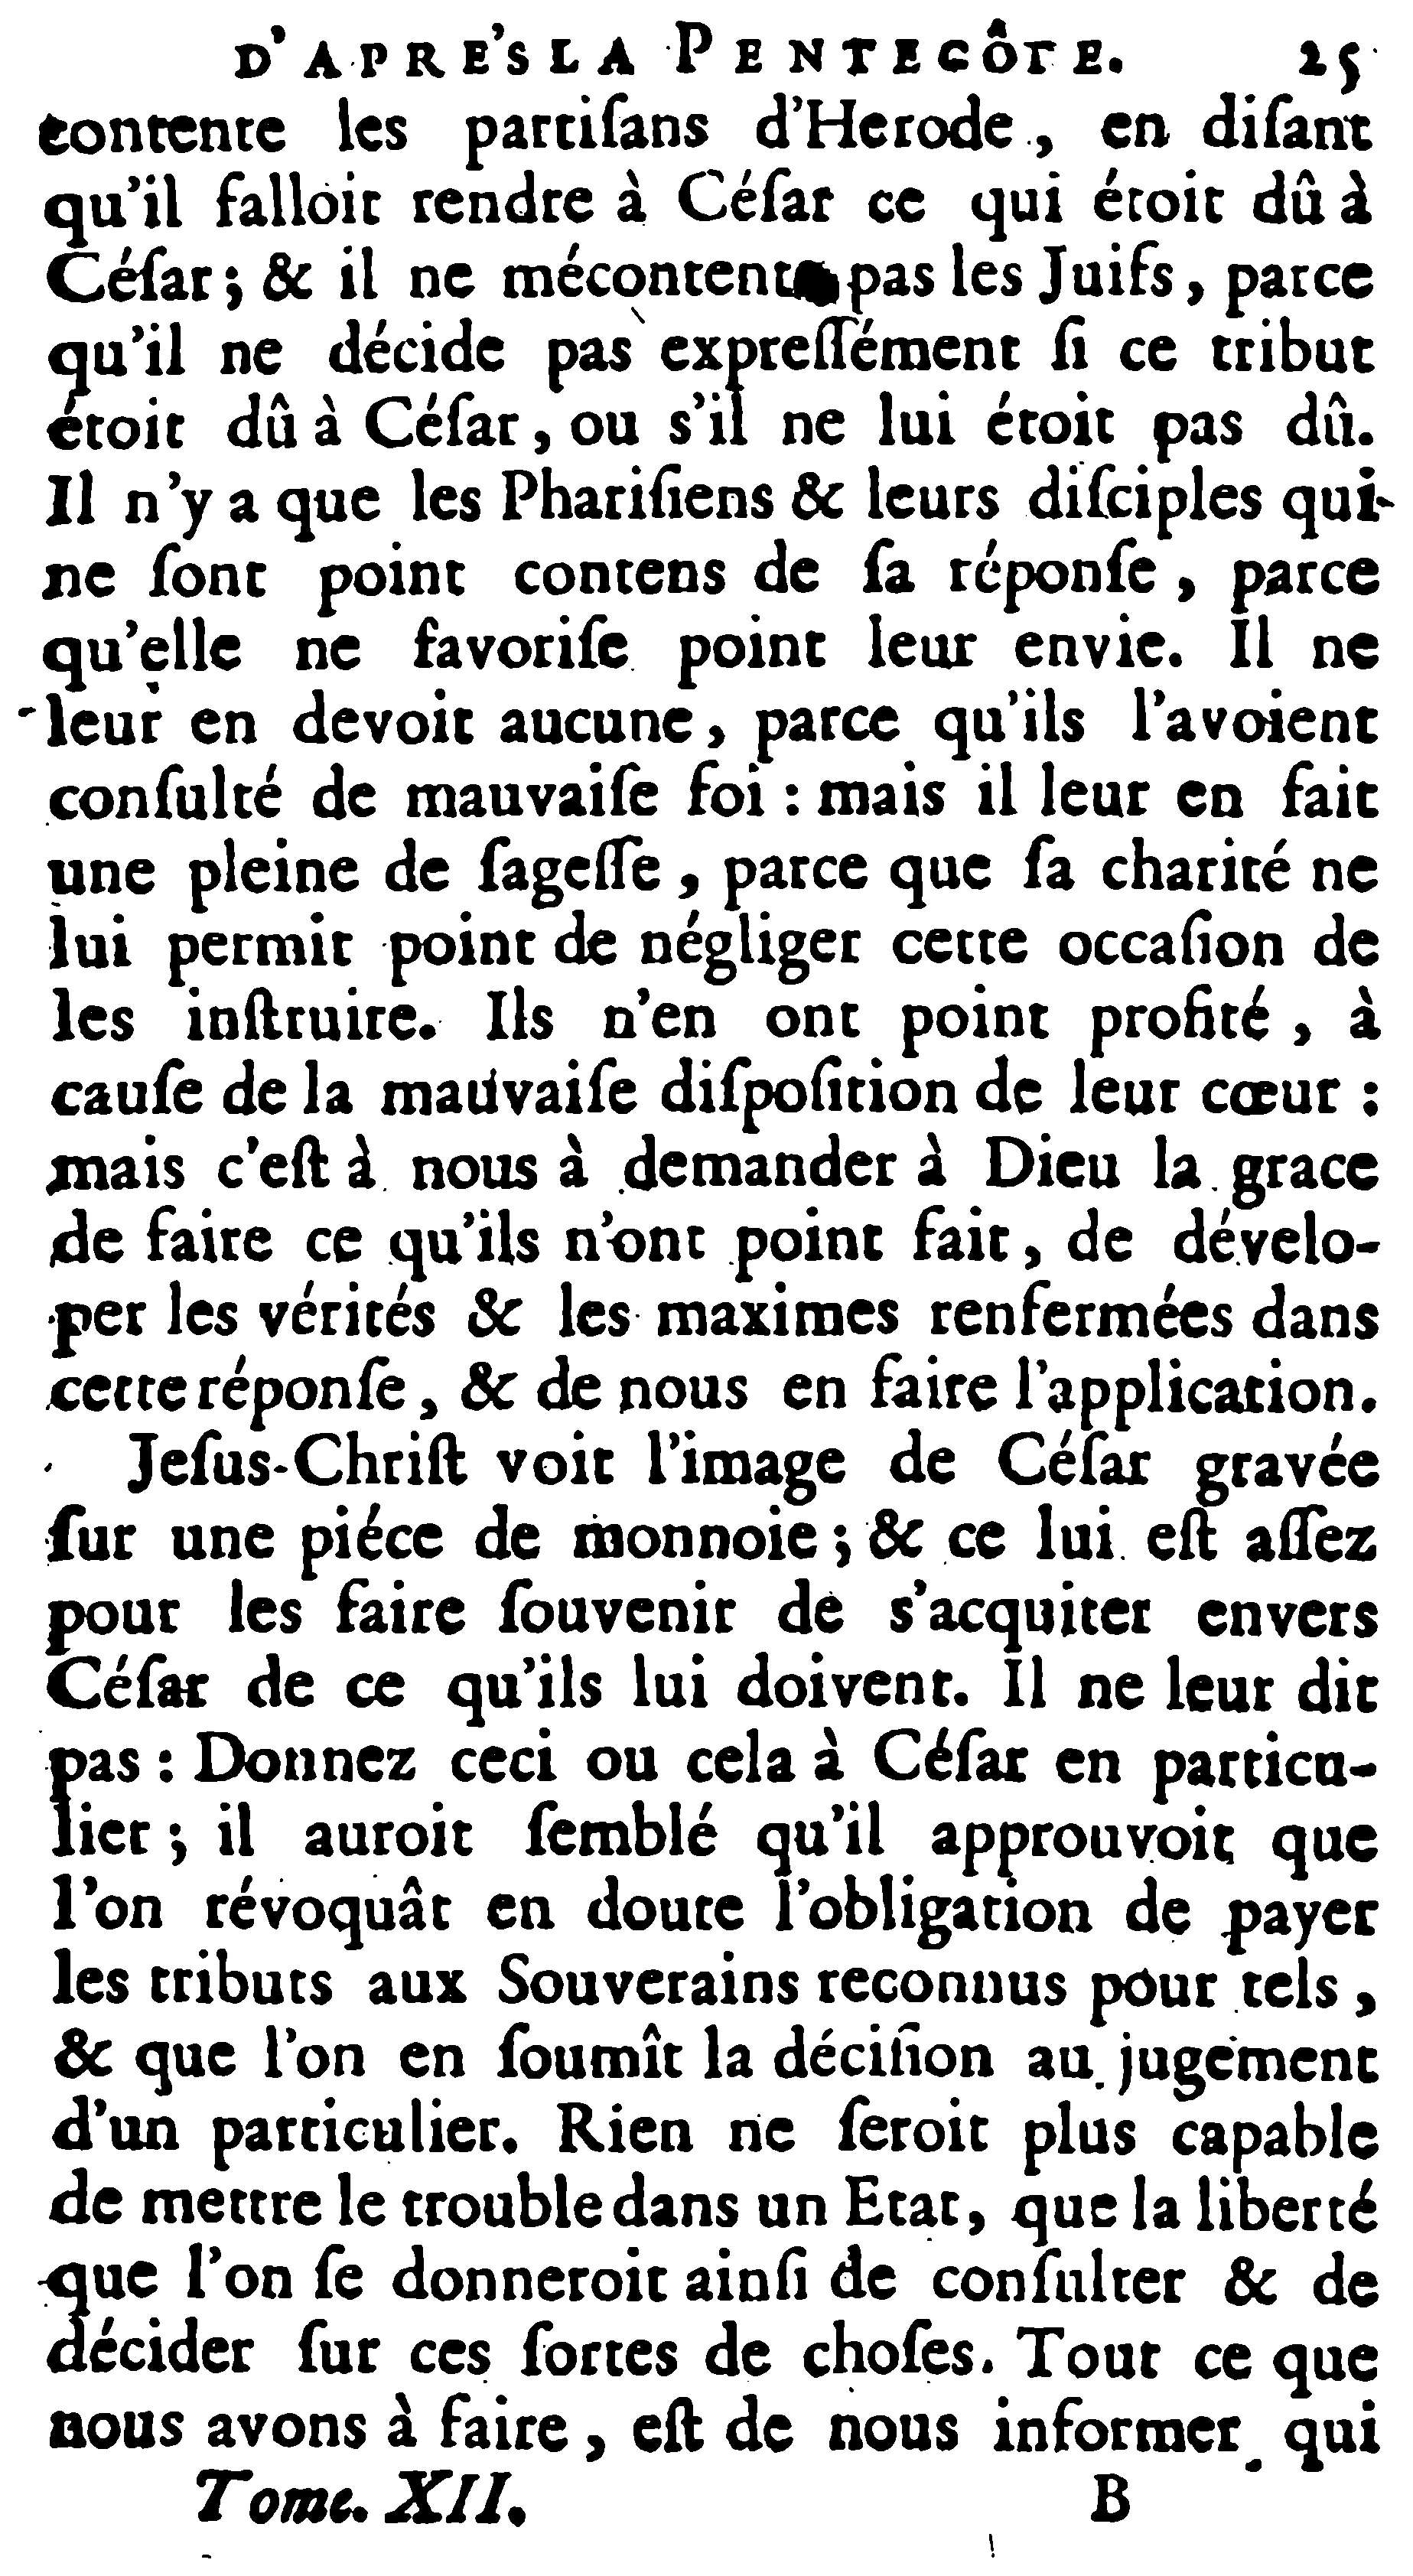 D'APRE'S LA PENTECÔTE. 25
contente les partiſans d'Herode, en diſant
qu'il falloit rendre à Céſar ce qui étoit dû à
Céſar; & il ne mécontente pas les Juifs, parce
qu'il ne décide pas expreſſément ſi ce tribut
étoit dû à Céſar, ou s'il ne lui étoit pas dû.
Il n'y a que les Phariſiens & leurs diſciples qui
ne ſont point contens de ſa réponſe, parce
qu'elle ne favoriſe point leur envie. Il ne
leur en devoit aucune, parce qu'ils l'avoient
conſulté de mauvaiſe foi : mais il leur en fait
une pleine de ſageſſe, parce que ſa charité ne
lui permit point de négliger cette occaſion de
les inſtruire. Ils n'en ont point profité, à
cauſe de la mauvaiſe diſpoſition de leur cœur :
mais c'eſt à nous à demander à Dieu la grace
de faire ce qu'ils n'ont point fait, de dévelo-
per les vérités & les maximes renfermées dans
cette réponſe, & de nous en faire l'application.
Jeſus-Chriſt voit l'image de Céſar gravée
ſur une piéce de monnoie; & ce lui eſt aſſez
pour les faire ſouvenir de s'acquiter envers
Céſar de ce qu'ils lui doivent. Il ne leur dit
pas : Donnez ceci ou cela à Céſar en particu-
lier; il auroit ſemblé qu'il approuvoit que
l'on révoquât en doute l'obligation de payer
les tributs aux Souverains reconnus pour tels,
& que l'on en ſoumît la déciſion au jugement
d'un particulier. Rien ne ſeroit plus capable
de mettre le trouble dans un Etat, que la liberté
que l'on ſe donneroit ainſi de conſulter & de
décider ſur ces ſortes de choſes. Tout ce que
nous avons à faire, eſt de nous informer qui
Tome. XII. B